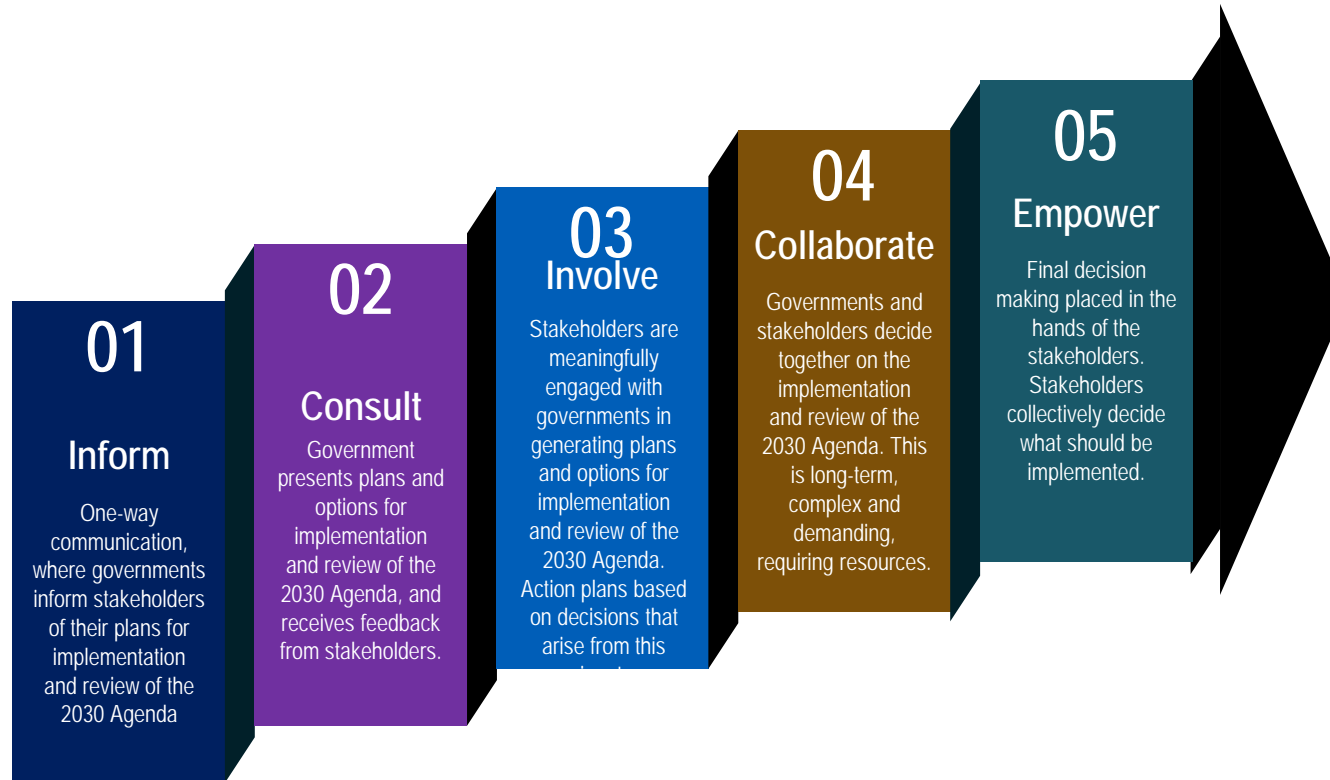 01
Inform
One-way
communication,
where governments
inform stakeholders
of their plans for
implementation
and review of the
2030 Agenda
02
Consult
Government
presents plans and
options for
implementation
and review of the
2030 Agenda, and
receives feedback
from stakeholders.
03
Involve
Stakeholders are
meaningfully
engaged with
governments in
generating plans
and options for
implementation
and review of the
2030 Agenda.
Action plans based
on decisions that
arise from this
04
Collaborate
Governments and
stakeholders decide
together on the
implementation
and review of the
2030 Agenda. This
is long-term,
complex and
demanding,
requiring resources.
05
Empower
Final decision
making placed in the
hands of the
stakeholders.
Stakeholders
collectively decide
what should be
implemented.